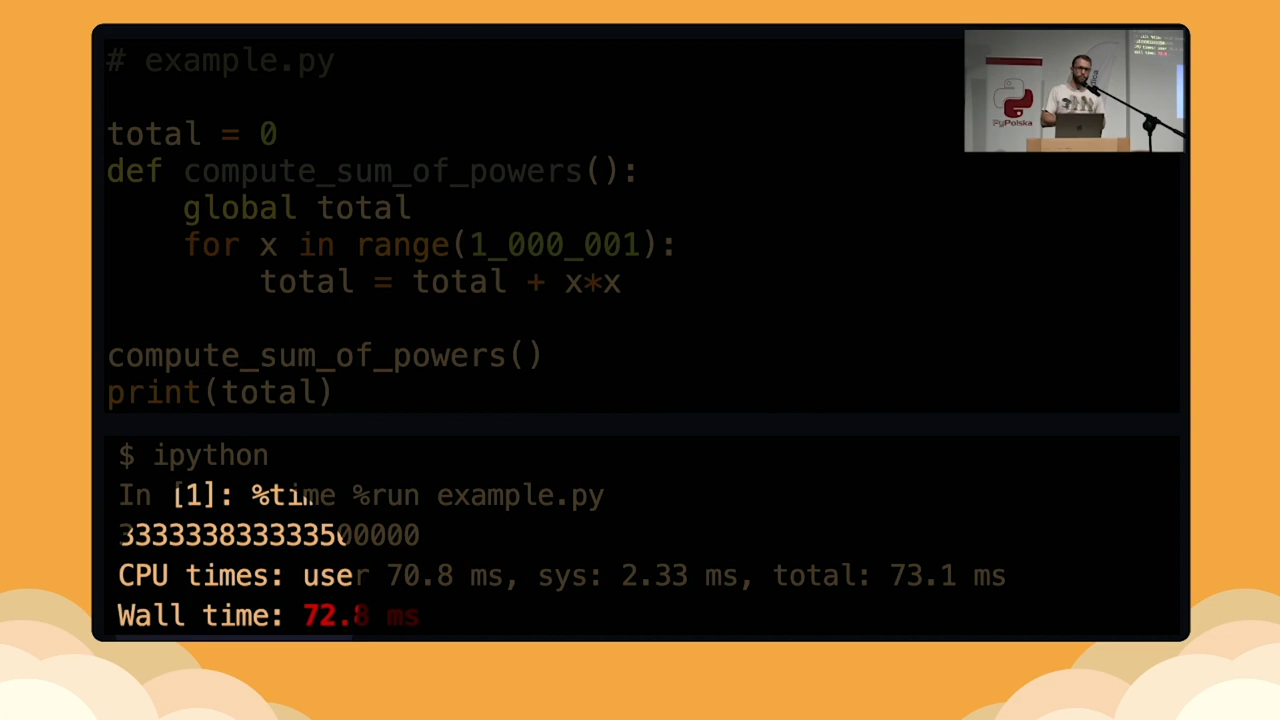 # example.py
total = 0
def compute_sum_of_powers():
    global total
    for x in range(1_000_001):
        total = total + x*x
compute_sum_of_powers()
print(total)
$ ipython
In [1]: %time %run example.py
333333833333500000
CPU times: user 70.8 ms, sys: 2.33 ms, total: 73.1 ms
Wall time: 72.8 ms
PyPolska